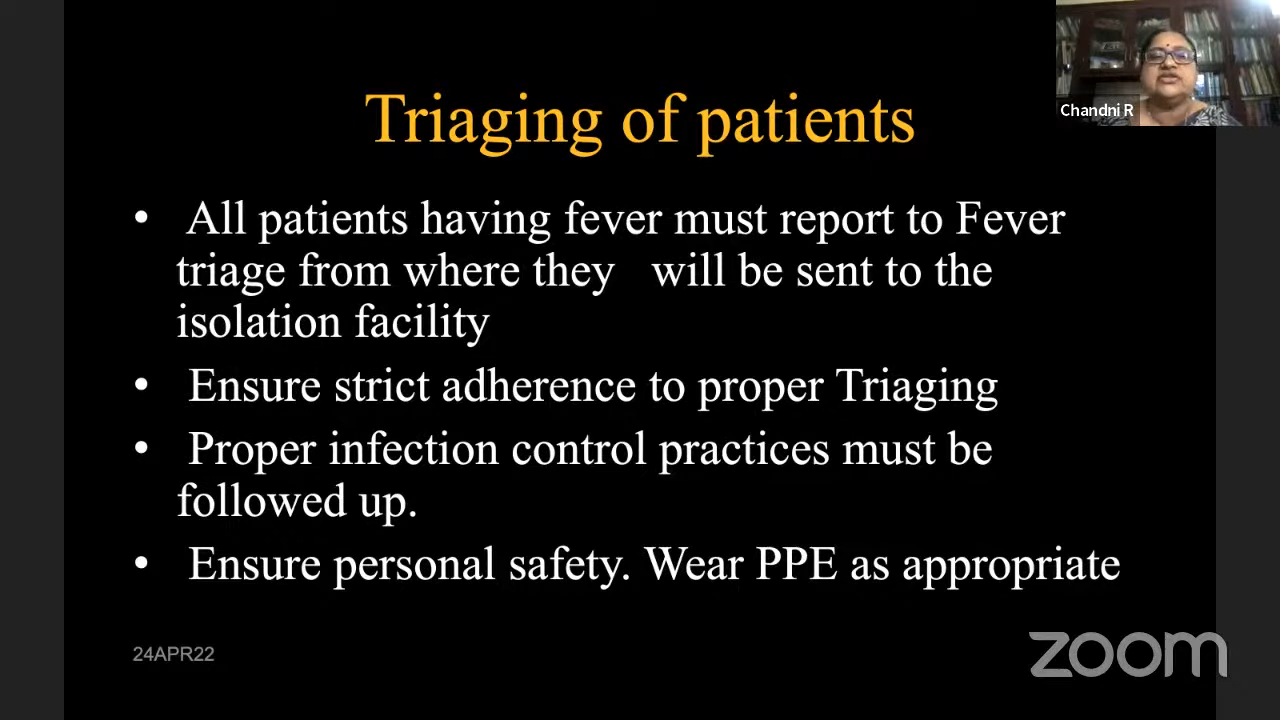 Chandni R
Triaging of patients
• All patients having fever must report to Fever
triage from where they will be sent to the
isolation facility
• Ensure strict adherence to proper Triaging
• Proper infection control practices must be
followed up.
• Ensure personal safety. Wear PPE as appropriate
24APR22
zoom